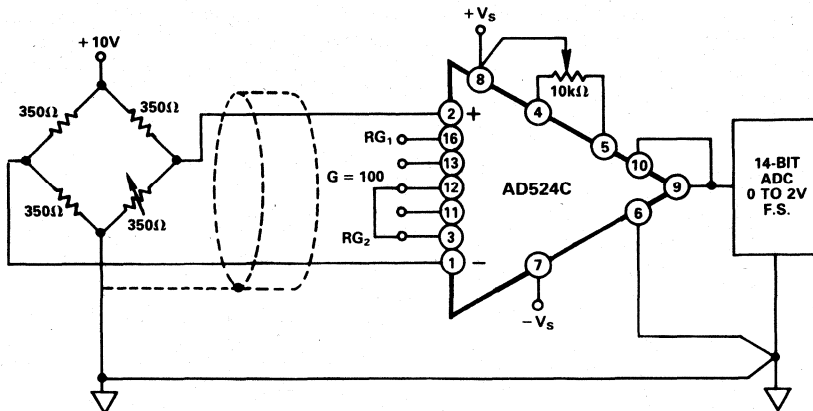 +10V
350Ω
350Ω
350Ω
350Ω
+VS
8
10kΩ
4
5
10
9
6
7
−VS
2
+
RG1
16
13
G = 100
12
11
RG2
3
1
−
AD524C
14-BIT
ADC
0 TO 2V
F.S.